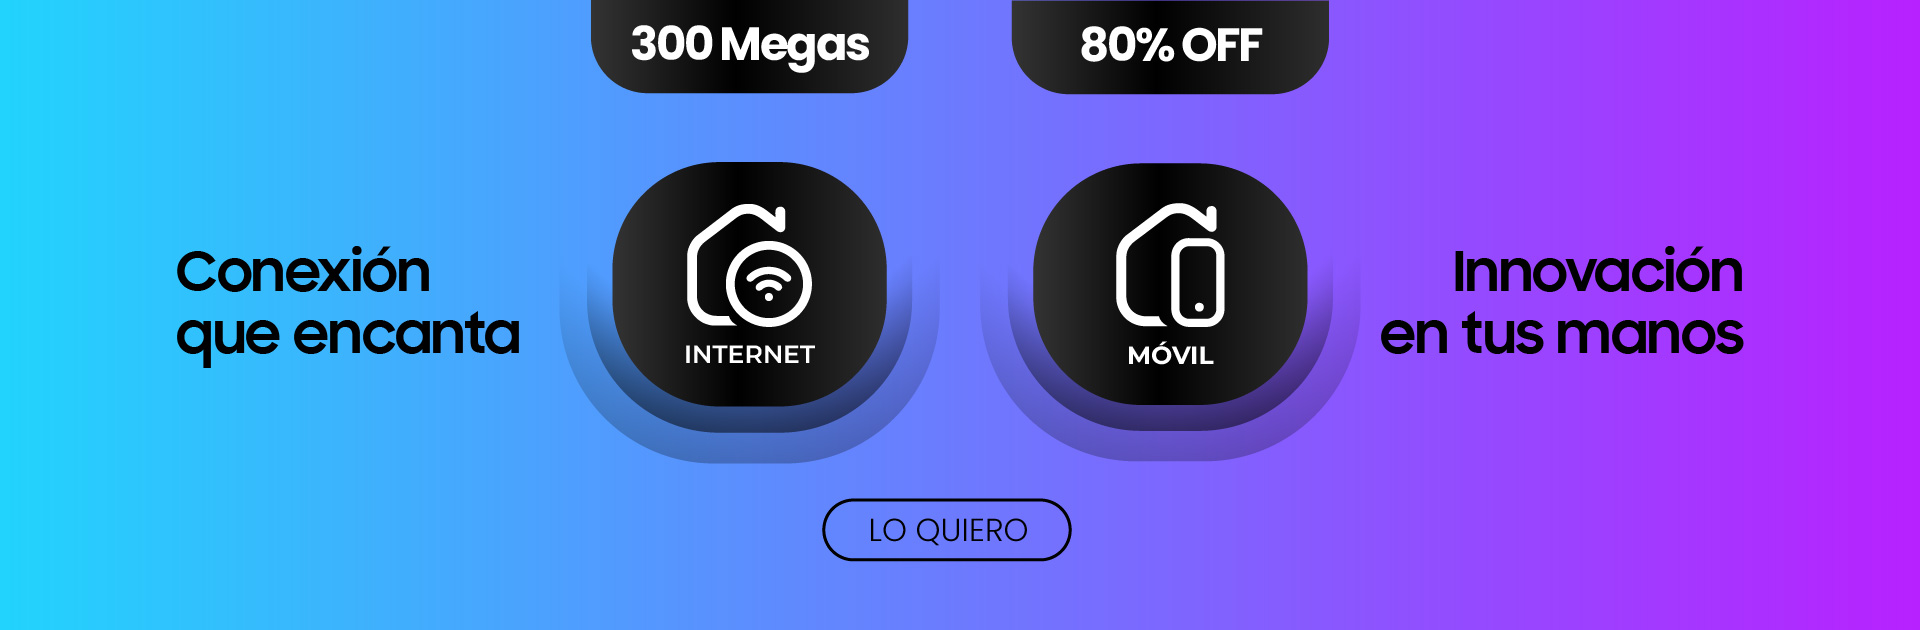 300 Megas
80% OFF
Conexión
que encanta
INTERNET
MÓVIL
Innovación
en tus manos
LO QUIERO